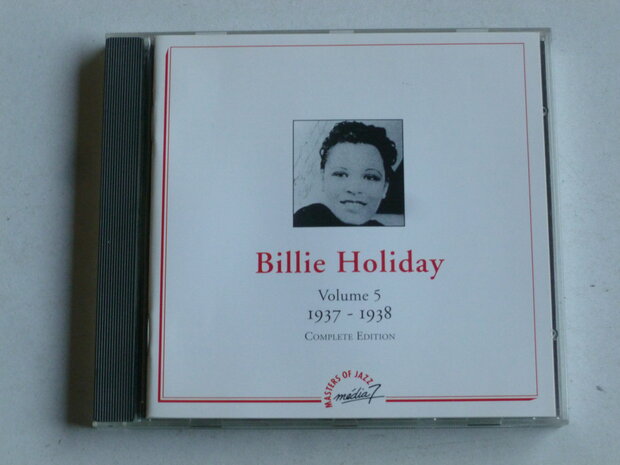 Billie Holiday
Volume 5
1937 - 1938
Complete Edition
MASTERS OF JAZZ
média 7